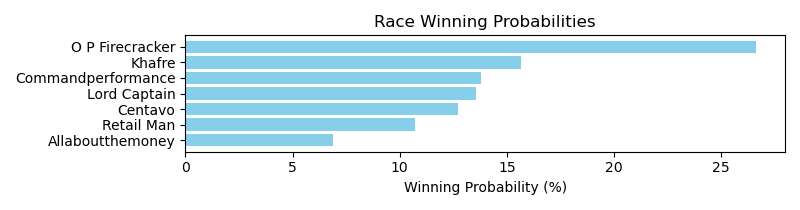 Race Winning Probabilities
O P Firecracker
Khafre
Commandperformance
Lord Captain
Centavo
Retail Man
Allaboutthemoney
0 5 10 15 20 25
Winning Probability (%)